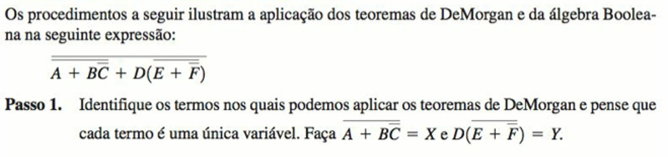 Os procedimentos a seguir ilustram a aplicação dos teoremas de DeMorgan e da álgebra Boolea-
na na seguinte expressão:
$\overline{\overline{A + B\overline{C}} + D(\overline{E + \overline{F}})}$
Passo 1. Identifique os termos nos quais podemos aplicar os teoremas de DeMorgan e pense que
cada termo é uma única variável. Faça $\overline{A + B\overline{C}} = X$ e $D(\overline{E + \overline{F}}) = Y$.